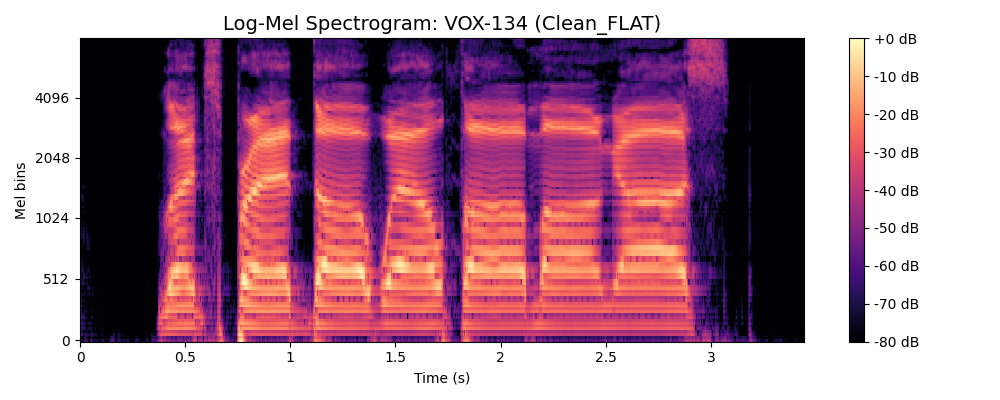 Log-Mel Spectrogram: VOX-134 (Clean_FLAT)
Mel bins
4096
2048
1024
512
0
0
0.5
1
1.5
2
2.5
3
Time (s)
+0 dB
-10 dB
-20 dB
-30 dB
-40 dB
-50 dB
-60 dB
-70 dB
-80 dB